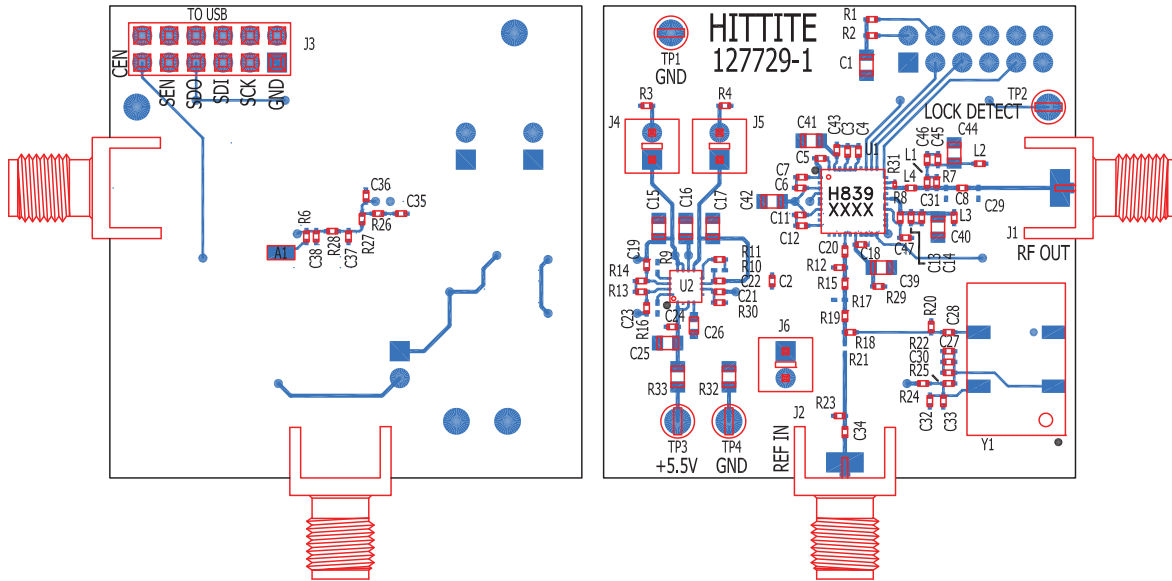 TO USB
J3
CEN
SEN
SDO
SDI
SCK
GND
C36
C35
R26
R6
C38
R28
C37
R27
A1
HITTITE
127729-1
TP1
GND
R1
R2
C1
TP2
LOCK DETECT
R3
R4
J4
J5
C41
C43
C3
C4
U1
C46
C45
C44
L2
C5
L1
C7
C6
R31
L4
R7
R8
C31
C8
C29
H839
XXXX
C42
C11
C12
C15
C16
C17
L3
C40
J1
RF OUT
C20
C18
C47
C13
C14
C19
R9
R11
R10
R14
R13
U2
C22
C21
R30
C2
R12
R15
C39
R29
C23
R16
C24
C26
C25
R17
R19
R18
R21
J6
R20
C28
R22
C27
C30
R25
R24
C32
C33
R33
R32
R23
J2
C34
Y1
TP3
+5.5V
TP4
GND
REF IN